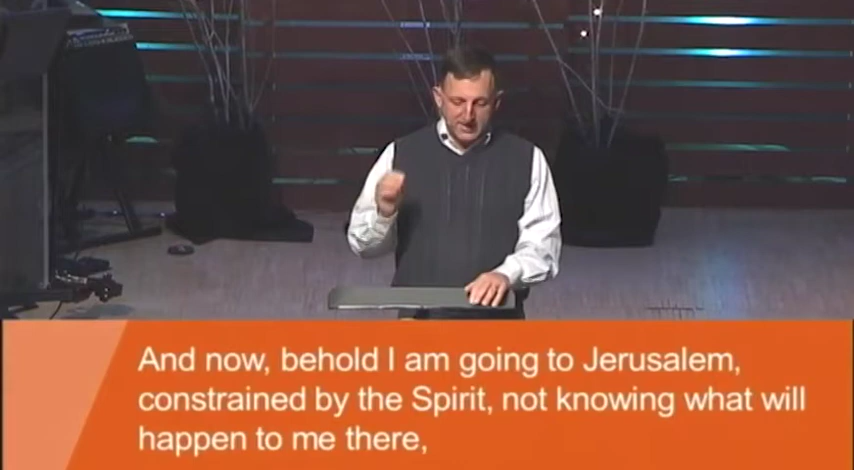 And now, behold I am going to Jerusalem,
constrained by the Spirit, not knowing what will
happen to me there,